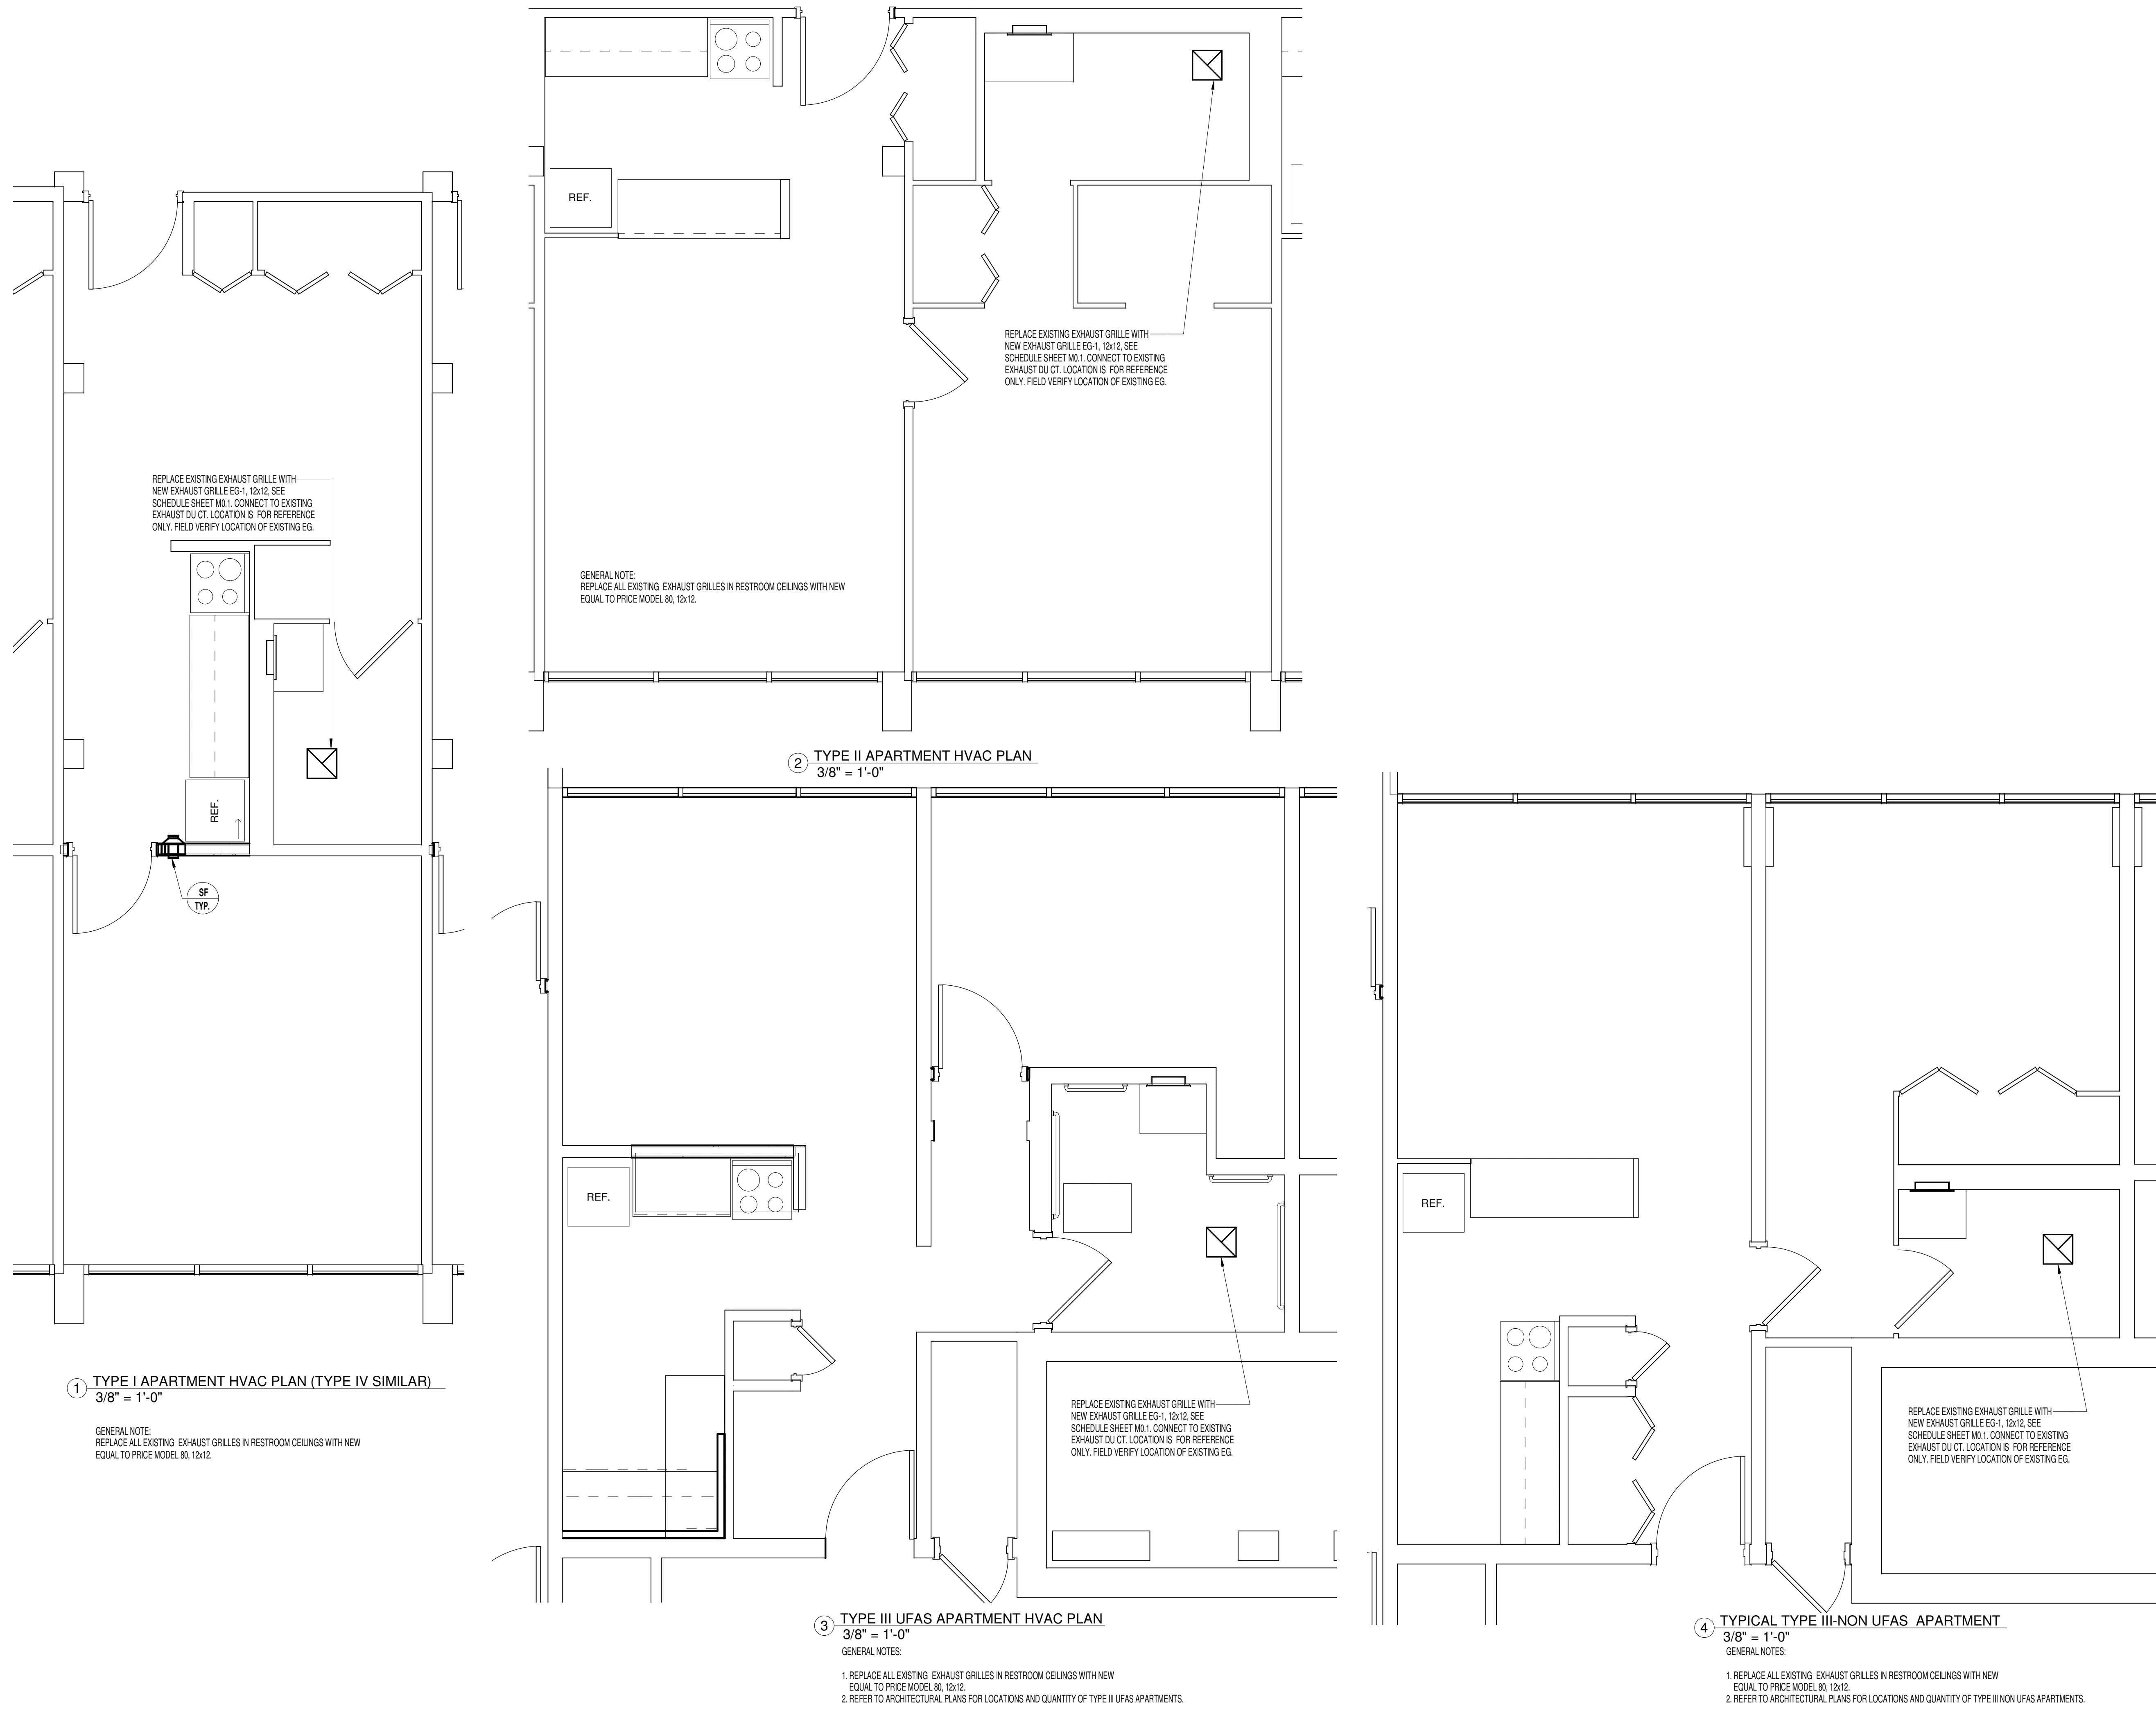 REF.
REPLACE EXISTING EXHAUST GRILLE WITH
NEW EXHAUST GRILLE EG-1, 12x12, SEE
SCHEDULE SHEET M0.1. CONNECT TO EXISTING
EXHAUST DU CT. LOCATION IS FOR REFERENCE
ONLY. FIELD VERIFY LOCATION OF EXISTING EG.
GENERAL NOTE:
REPLACE ALL EXISTING EXHAUST GRILLES IN RESTROOM CEILINGS WITH NEW
EQUAL TO PRICE MODEL 80, 12x12.
2 TYPE II APARTMENT HVAC PLAN
3/8" = 1'-0"
REPLACE EXISTING EXHAUST GRILLE WITH
NEW EXHAUST GRILLE EG-1, 12x12, SEE
SCHEDULE SHEET M0.1. CONNECT TO EXISTING
EXHAUST DU CT. LOCATION IS FOR REFERENCE
ONLY. FIELD VERIFY LOCATION OF EXISTING EG.
REF.
SF
TYP.
1 TYPE I APARTMENT HVAC PLAN (TYPE IV SIMILAR)
3/8" = 1'-0"
GENERAL NOTE:
REPLACE ALL EXISTING EXHAUST GRILLES IN RESTROOM CEILINGS WITH NEW
EQUAL TO PRICE MODEL 80, 12x12.
REF.
REPLACE EXISTING EXHAUST GRILLE WITH
NEW EXHAUST GRILLE EG-1, 12x12, SEE
SCHEDULE SHEET M0.1. CONNECT TO EXISTING
EXHAUST DU CT. LOCATION IS FOR REFERENCE
ONLY. FIELD VERIFY LOCATION OF EXISTING EG.
3 TYPE III UFAS APARTMENT HVAC PLAN
3/8" = 1'-0"
GENERAL NOTES:
1. REPLACE ALL EXISTING EXHAUST GRILLES IN RESTROOM CEILINGS WITH NEW
EQUAL TO PRICE MODEL 80, 12x12.
2. REFER TO ARCHITECTURAL PLANS FOR LOCATIONS AND QUANTITY OF TYPE III UFAS APARTMENTS.
REF.
REPLACE EXISTING EXHAUST GRILLE WITH
NEW EXHAUST GRILLE EG-1, 12x12, SEE
SCHEDULE SHEET M0.1. CONNECT TO EXISTING
EXHAUST DU CT. LOCATION IS FOR REFERENCE
ONLY. FIELD VERIFY LOCATION OF EXISTING EG.
4 TYPICAL TYPE III-NON UFAS APARTMENT
3/8" = 1'-0"
GENERAL NOTES:
1. REPLACE ALL EXISTING EXHAUST GRILLES IN RESTROOM CEILINGS WITH NEW
EQUAL TO PRICE MODEL 80, 12x12.
2. REFER TO ARCHITECTURAL PLANS FOR LOCATIONS AND QUANTITY OF TYPE III NON UFAS APARTMENTS.